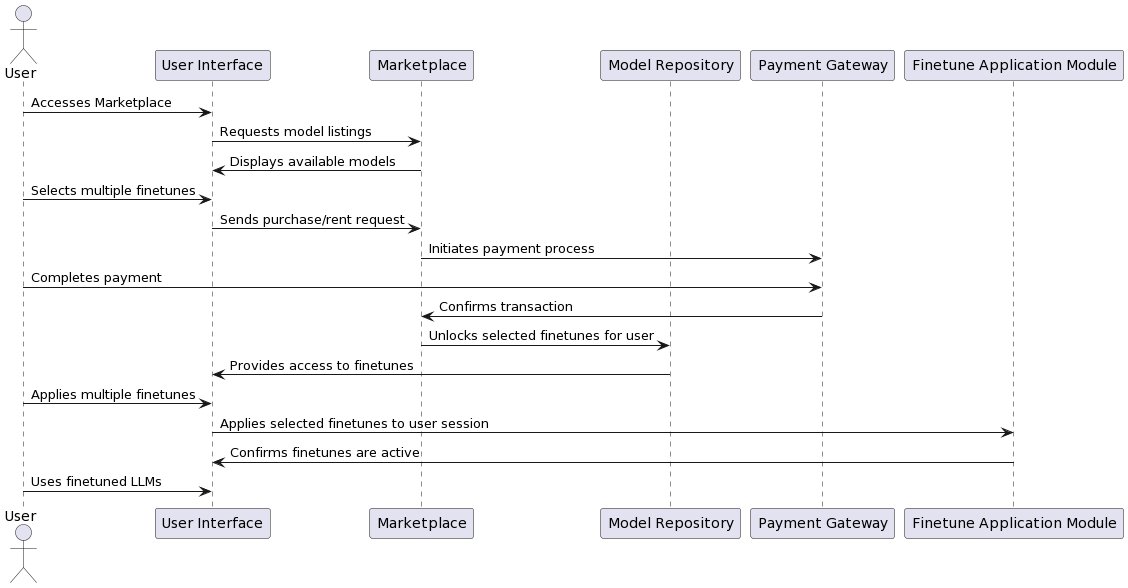 User
User Interface
Marketplace
Model Repository
Payment Gateway
Finetune Application Module
Accesses Marketplace
Requests model listings
Displays available models
Selects multiple finetunes
Sends purchase/rent request
Initiates payment process
Completes payment
Confirms transaction
Unlocks selected finetunes for user
Provides access to finetunes
Applies multiple finetunes
Applies selected finetunes to user session
Confirms finetunes are active
Uses finetuned LLMs
User
User Interface
Marketplace
Model Repository
Payment Gateway
Finetune Application Module